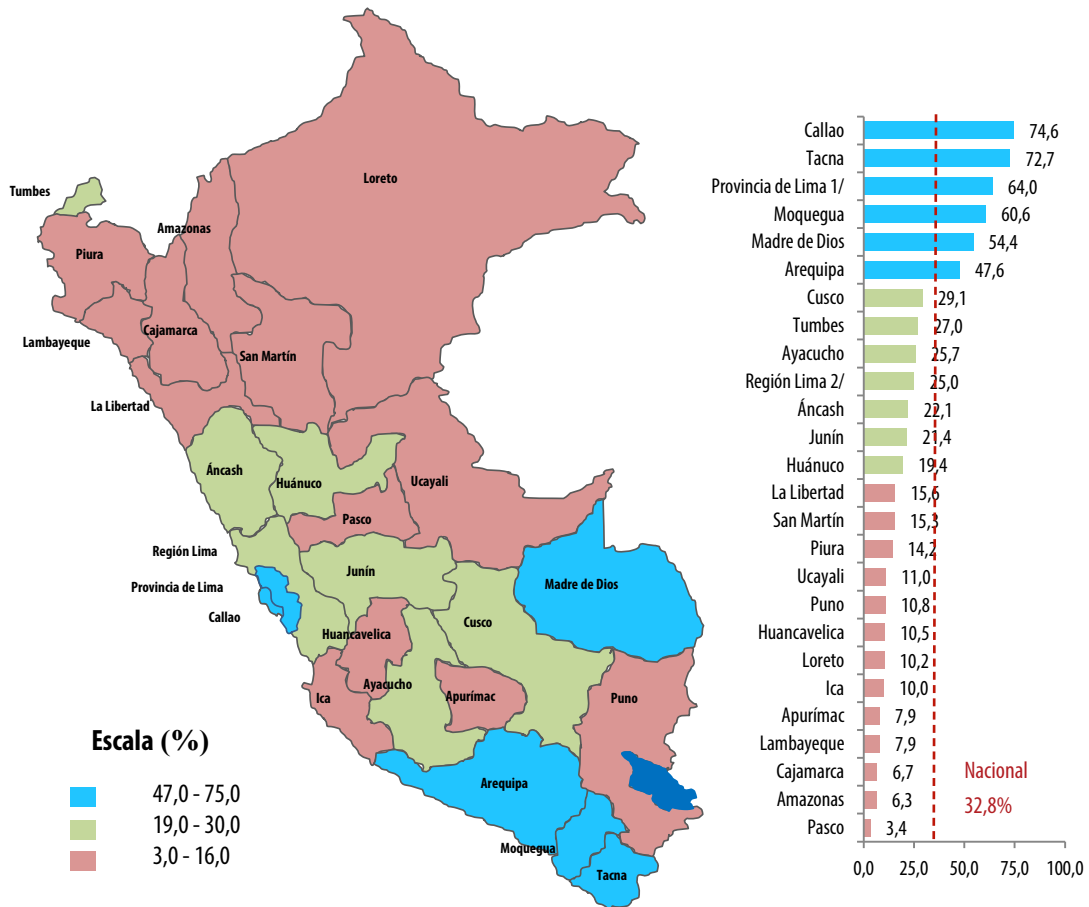 Loreto
Tumbes
Amazonas
Piura
Cajamarca
Lambayeque
San Martín
La Libertad
Áncash
Huánuco
Ucayali
Pasco
Región Lima
Junín
Provincia de Lima
Madre de Dios
Callao
Cusco
Huancavelica
Ayacucho
Ica
Apurímac
Puno
Arequipa
Moquegua
Tacna
Escala (%)
47,0 - 75,0
19,0 - 30,0
3,0 - 16,0
Callao 74,6
Tacna 72,7
Provincia de Lima 1/ 64,0
Moquegua 60,6
Madre de Dios 54,4
Arequipa 47,6
Cusco 29,1
Tumbes 27,0
Ayacucho 25,7
Región Lima 2/ 25,0
Áncash 22,1
Junín 21,4
Huánuco 19,4
La Libertad 15,6
San Martín 15,3
Piura 14,2
Ucayali 11,0
Puno 10,8
Huancavelica 10,5
Loreto 10,2
Ica 10,0
Apurímac 7,9
Lambayeque 7,9
Cajamarca 6,7
Amazonas 6,3
Pasco 3,4
Nacional
32,8%
0,0 25,0 50,0 75,0 100,0